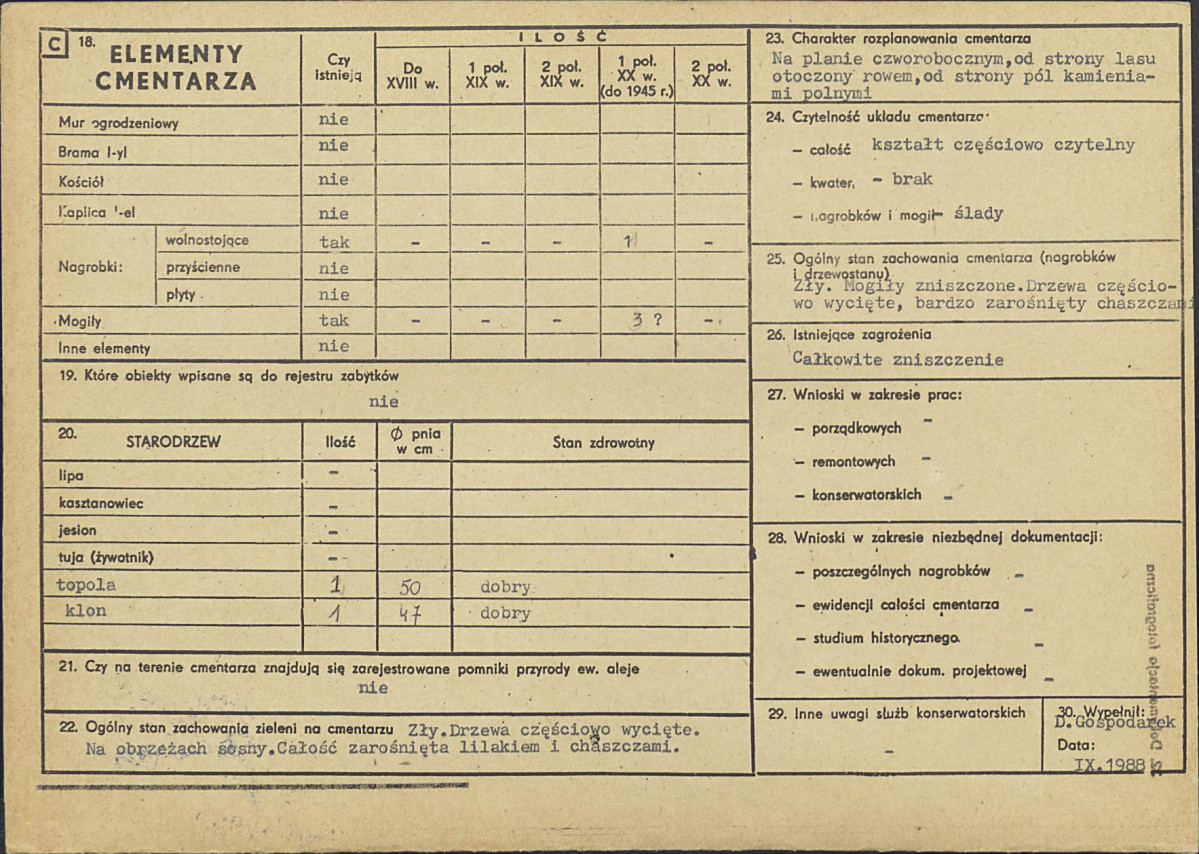 C 18. ELEMENTY CMENTARZA
Czy istnieją
ILOŚĆ
Do XVIII w.
1 poł. XIX w.
2 poł. XIX w.
1 poł. XX w. (do 1945 r.)
2 poł. XX w.
Mur ogrodzeniowy nie
Brama /-y/ nie
Kościół nie
Kaplica /-e/ nie
Nagrobki:
wolnostojące tak - - - 1 -
przyścienne nie
płyty nie
Mogiły tak - - - 3 ? -
Inne elementy nie
19. Które obiekty wpisane są do rejestru zabytków
nie
20. STARODRZEW Ilość Ø pnia w cm Stan zdrowotny
lipa -
kasztanowiec -
jesion -
tuja (żywotnik) -
topola 1 50 dobry
klon 1 47 dobry
21. Czy na terenie cmentarza znajdują się zarejestrowane pomniki przyrody ew. aleje
nie
22. Ogólny stan zachowania zieleni na cmentarzu Zły.Drzewa częściowo wycięte.
Na obrzeżach sosny.Całość zarośnięta lilakiem i chaszczami.
23. Charakter rozplanowania cmentarza
Na planie czworobocznym,od strony lasu
otoczony rowem,od strony pól kamienia-
mi polnymi
24. Czytelność układu cmentarza
- całość kształt częściowo czytelny
- kwater, - brak
- nagrobków i mogił- ślady
25. Ogólny stan zachowania cmentarza (nagrobków
i drzewostanu)
Zły. Mogiły zniszczone.Drzewa częścio-
wo wycięte, bardzo zarośnięty chaszczami
26. Istniejące zagrożenia
Całkowite zniszczenie
27. Wnioski w zakresie prac:
- porządkowych -
- remontowych -
- konserwatorskich -
28. Wnioski w zakresie niezbędnej dokumentacji:
- poszczególnych nagrobków -
- ewidencji całości cmentarza -
- studium historycznego -
- ewentualnie dokum. projektowej -
29. Inne uwagi służb konserwatorskich
-
30. Wypełnił:
D.Gospodarek
Data:
IX.1988
Dokumentacja fotograficzna